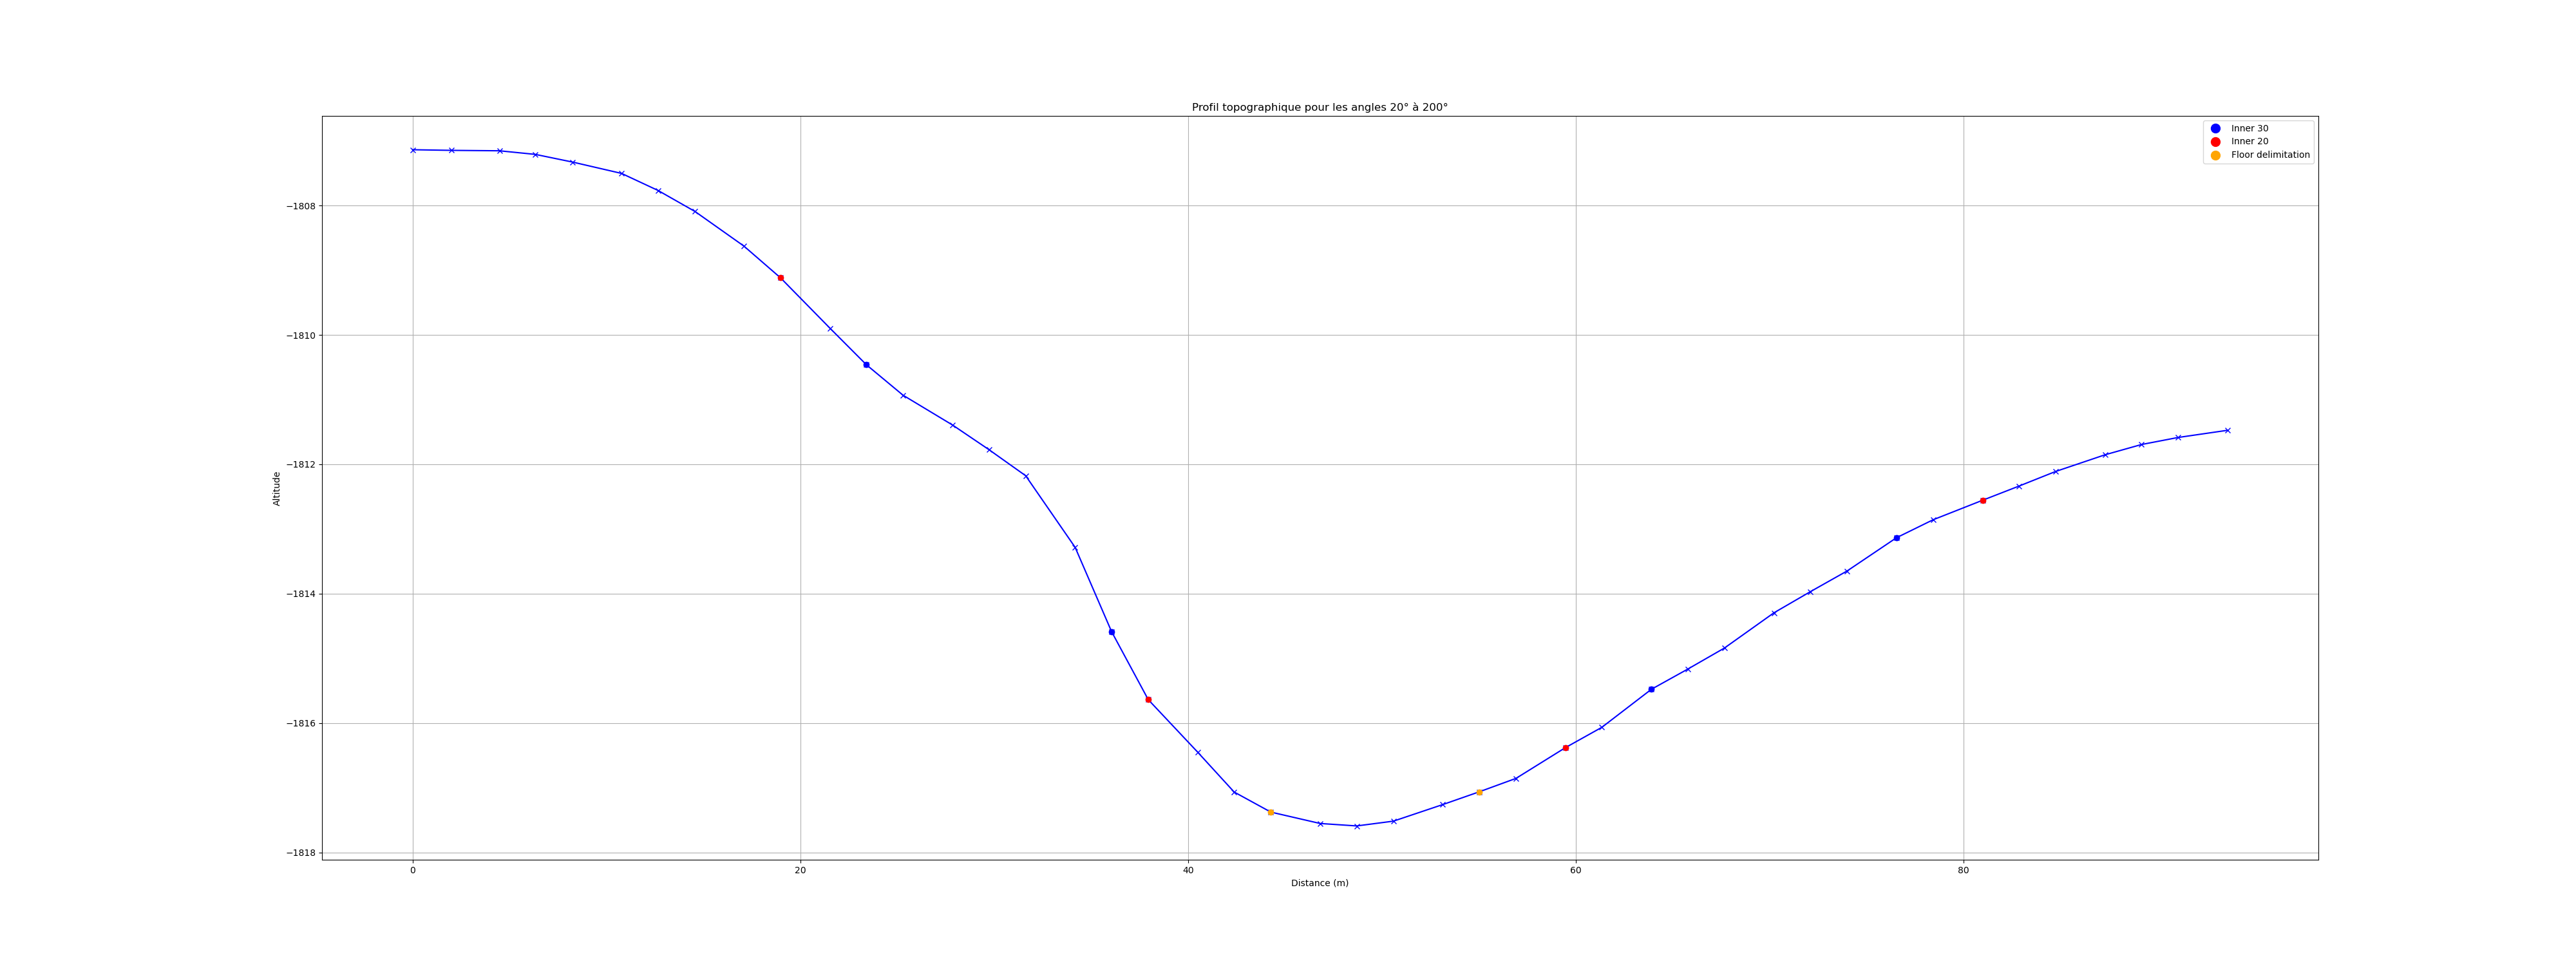 Profil topographique pour les angles 20° à 200°
Inner 30
Inner 20
Floor delimitation
−1808
−1810
−1812
−1814
−1816
−1818
Altitude
0
20
40
60
80
Distance (m)